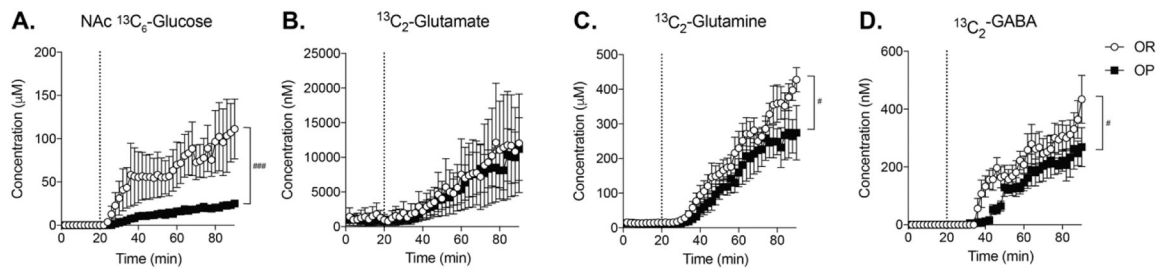 A.
NAc ¹³C₆-Glucose
Concentration (µM)
200
150
100
50
0
0 20 40 60 80
Time (min)
###
B.
¹³C₂-Glutamate
Concentration (nM)
25000
20000
15000
10000
5000
0
0 20 40 60 80
Time (min)
C.
¹³C₂-Glutamine
Concentration (µM)
500
400
300
200
100
0
0 20 40 60 80
Time (min)
#
D.
¹³C₂-GABA
Concentration (nM)
600
400
200
0
0 20 40 60 80
Time (min)
#
OR
OP